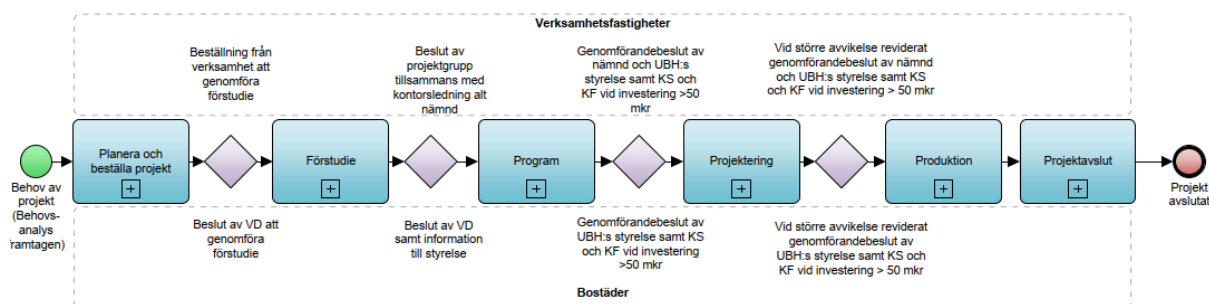 Verksamhetsfastigheter
Beställning från
verksamhet att
genomföra
förstudie
Beslut av
projektgrupp
tillsammans med
kontorsledning alt
nämnd
Genomförandebeslut av
nämnd och UBH:s
styrelse samt KS och
KF vid investering >50
mkr
Vid större avvikelse reviderat
genomförandebeslut av nämnd
och UBH:s styrelse samt KS
och KF vid investering > 50 mkr
Behov av
projekt
(Behovs-
analys
framtagen)
Planera och
beställa projekt
Förstudie
Program
Projektering
Produktion
Projektavslut
Projekt
avslutat
Beslut av VD att
genomföra
förstudie
Beslut av VD
samt information
till styrelse
Genomförandebeslut av
UBH:s styrelse samt KS
och KF vid investering
>50 mkr
Vid större avvikelse reviderat
genomförandebeslut av
UBH:s styrelse samt KS och
KF vid investering > 50 mkr
Bostäder